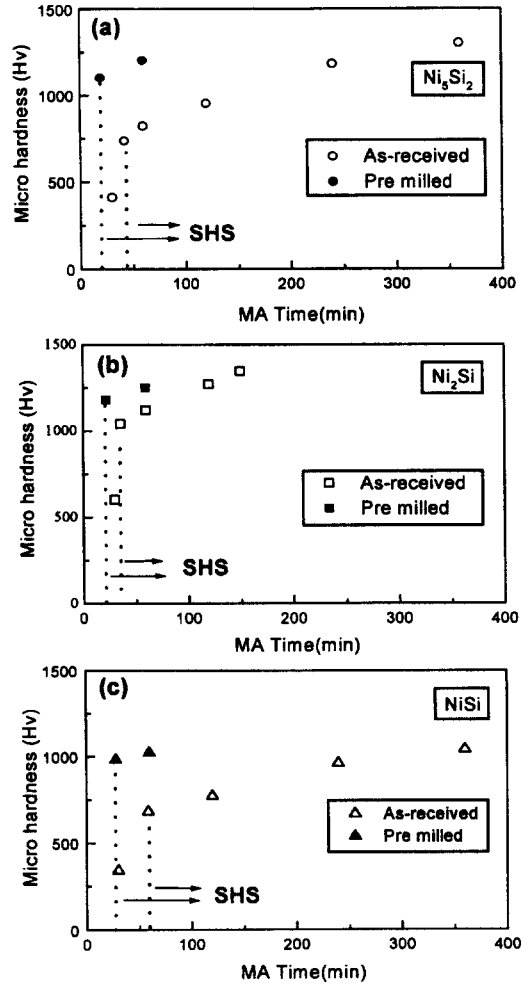 (a)
1500
1000
500
0
Micro hardness (Hv)
Ni₅Si₂
As-received
Pre milled
SHS
0 100 200 300 400
MA Time(min)
(b)
1500
1000
500
0
Micro hardness (Hv)
Ni₂Si
As-received
Pre milled
SHS
0 100 200 300 400
MA Time(min)
(c)
1500
1000
500
0
Micro hardness (Hv)
NiSi
As-received
Pre milled
SHS
0 100 200 300 400
MA Time(min)